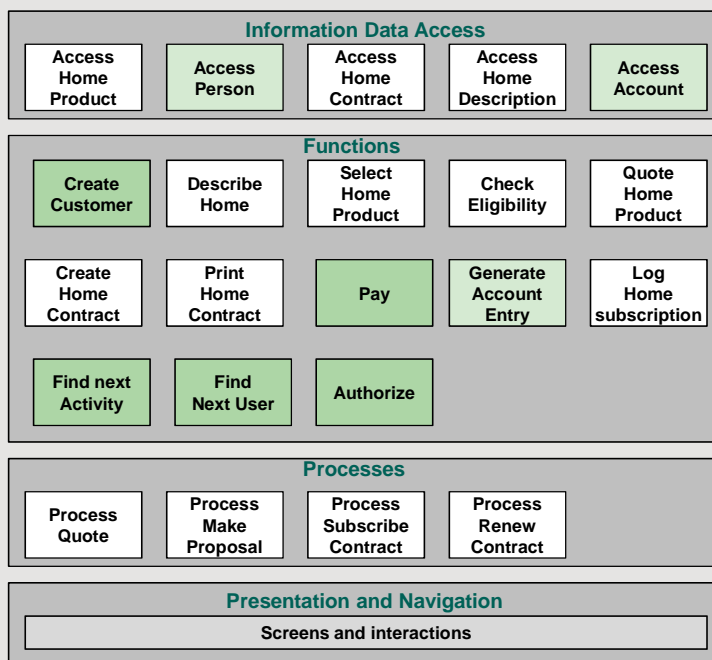 Information Data Access
Access
Home
Product
Access
Person
Access
Home
Contract
Access
Home
Description
Access
Account
Functions
Create
Customer
Describe
Home
Select
Home
Product
Check
Eligibility
Quote
Home
Product
Create
Home
Contract
Print
Home
Contract
Pay
Generate
Account
Entry
Log
Home
subscription
Find next
Activity
Find
Next User
Authorize
Processes
Process
Quote
Process
Make
Proposal
Process
Subscribe
Contract
Process
Renew
Contract
Presentation and Navigation
Screens and interactions